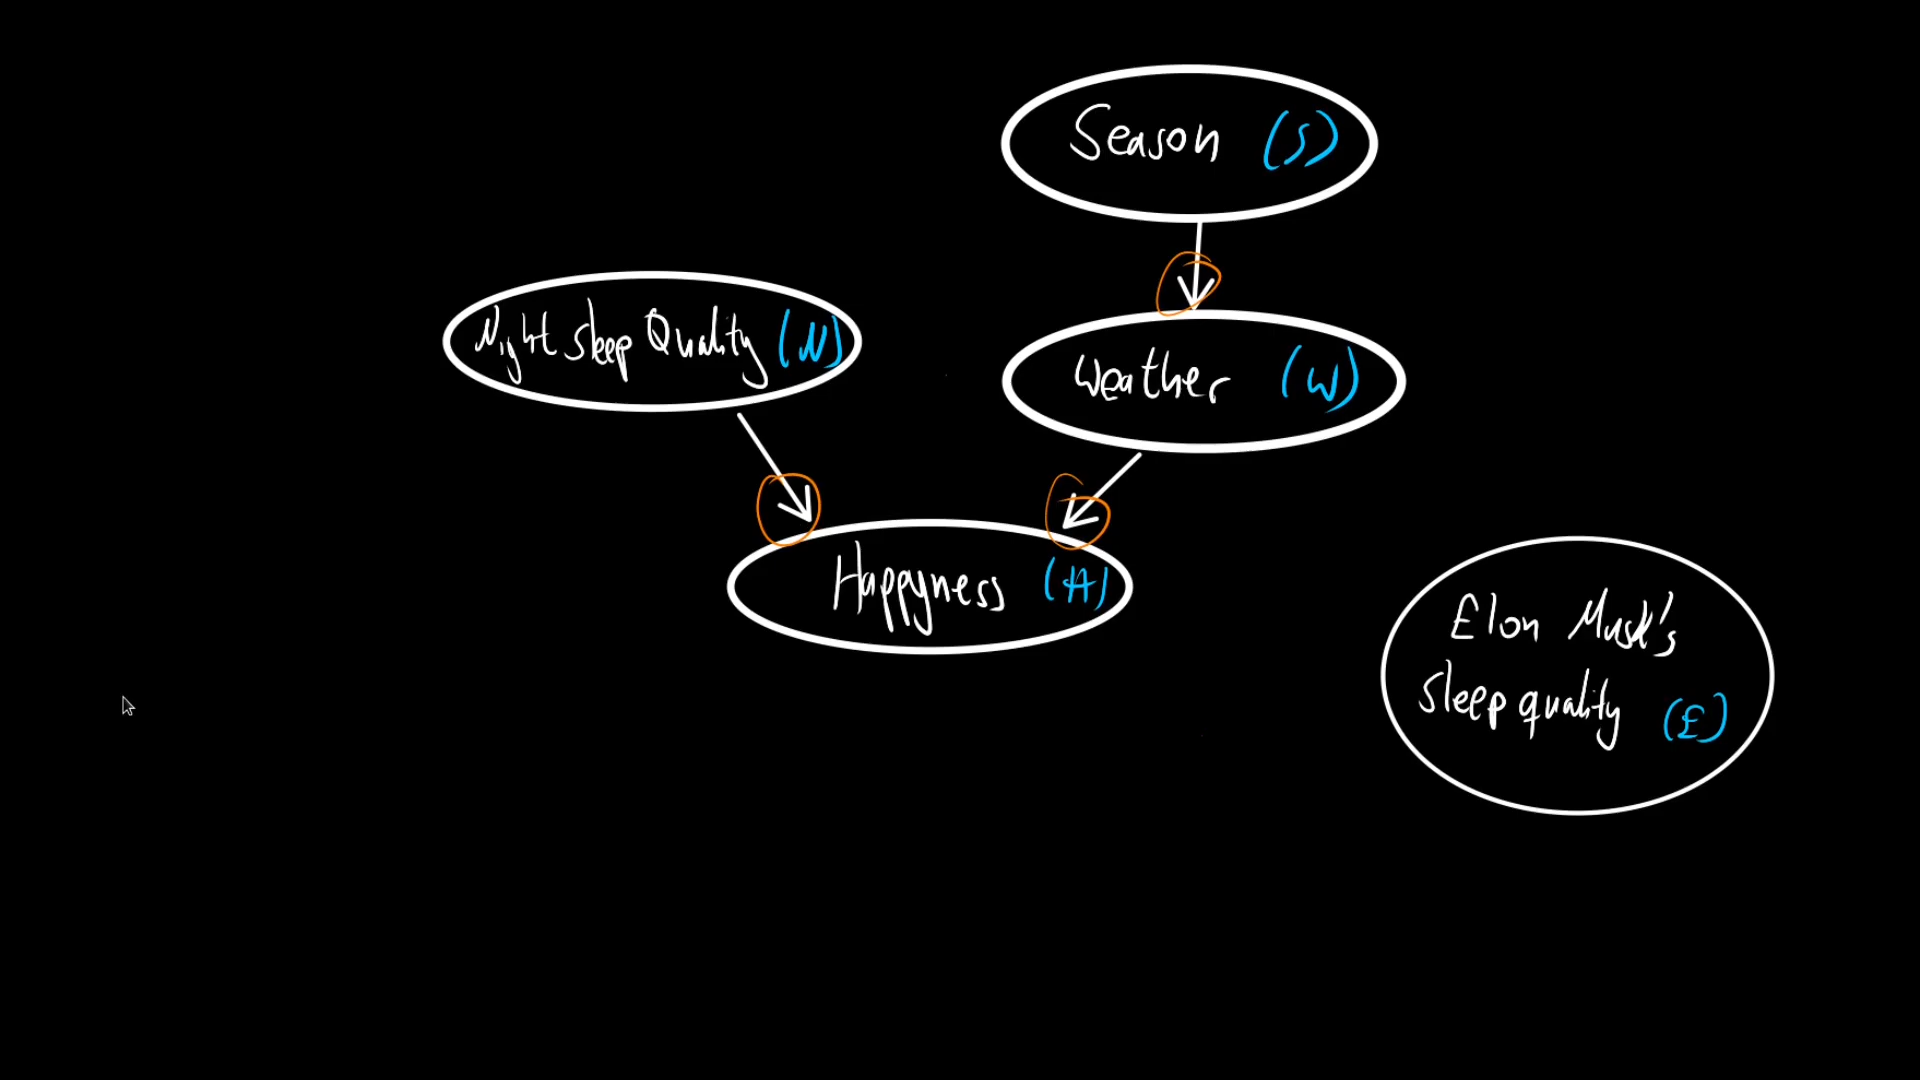 Season (S)
Night Sleep Quality (N)
Weather (W)
Happyness (H)
Elon Musk's
Sleep quality (E)